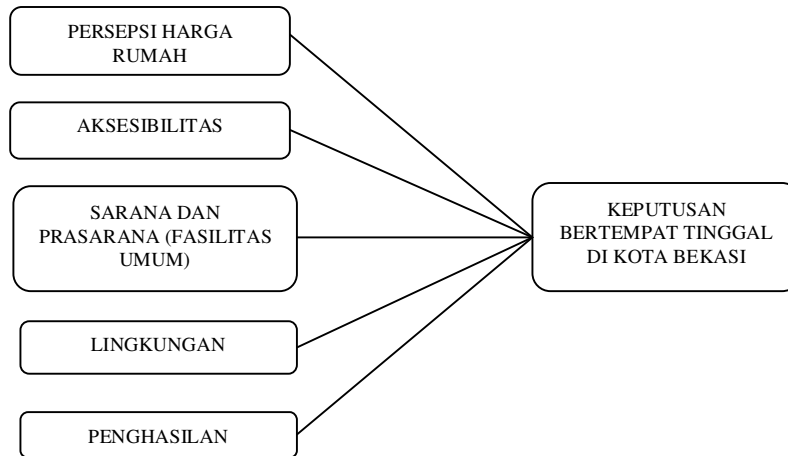 PERSEPSI HARGA
RUMAH
AKSESIBILITAS
SARANA DAN
PRASARANA (FASILITAS
UMUM)
LINGKUNGAN
PENGHASILAN
KEPUTUSAN
BERTEMPAT TINGGAL
DI KOTA BEKASI